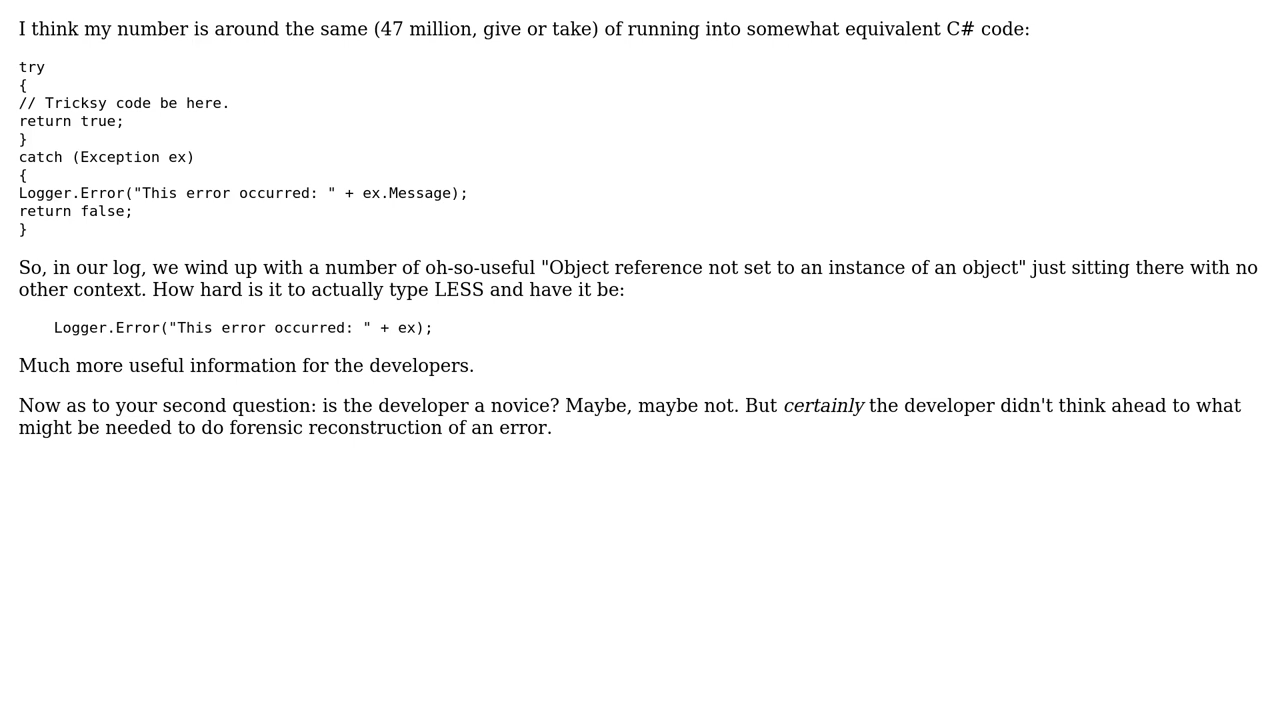 I think my number is around the same (47 million, give or take) of running into somewhat equivalent C# code:
try
{
// Tricksy code be here.
return true;
}
catch (Exception ex)
{
Logger.Error("This error occurred: " + ex.Message);
return false;
}
So, in our log, we wind up with a number of oh-so-useful "Object reference not set to an instance of an object" just sitting there with no
other context. How hard is it to actually type LESS and have it be:
Logger.Error("This error occurred: " + ex);
Much more useful information for the developers.
Now as to your second question: is the developer a novice? Maybe, maybe not. But certainly the developer didn't think ahead to what
might be needed to do forensic reconstruction of an error.